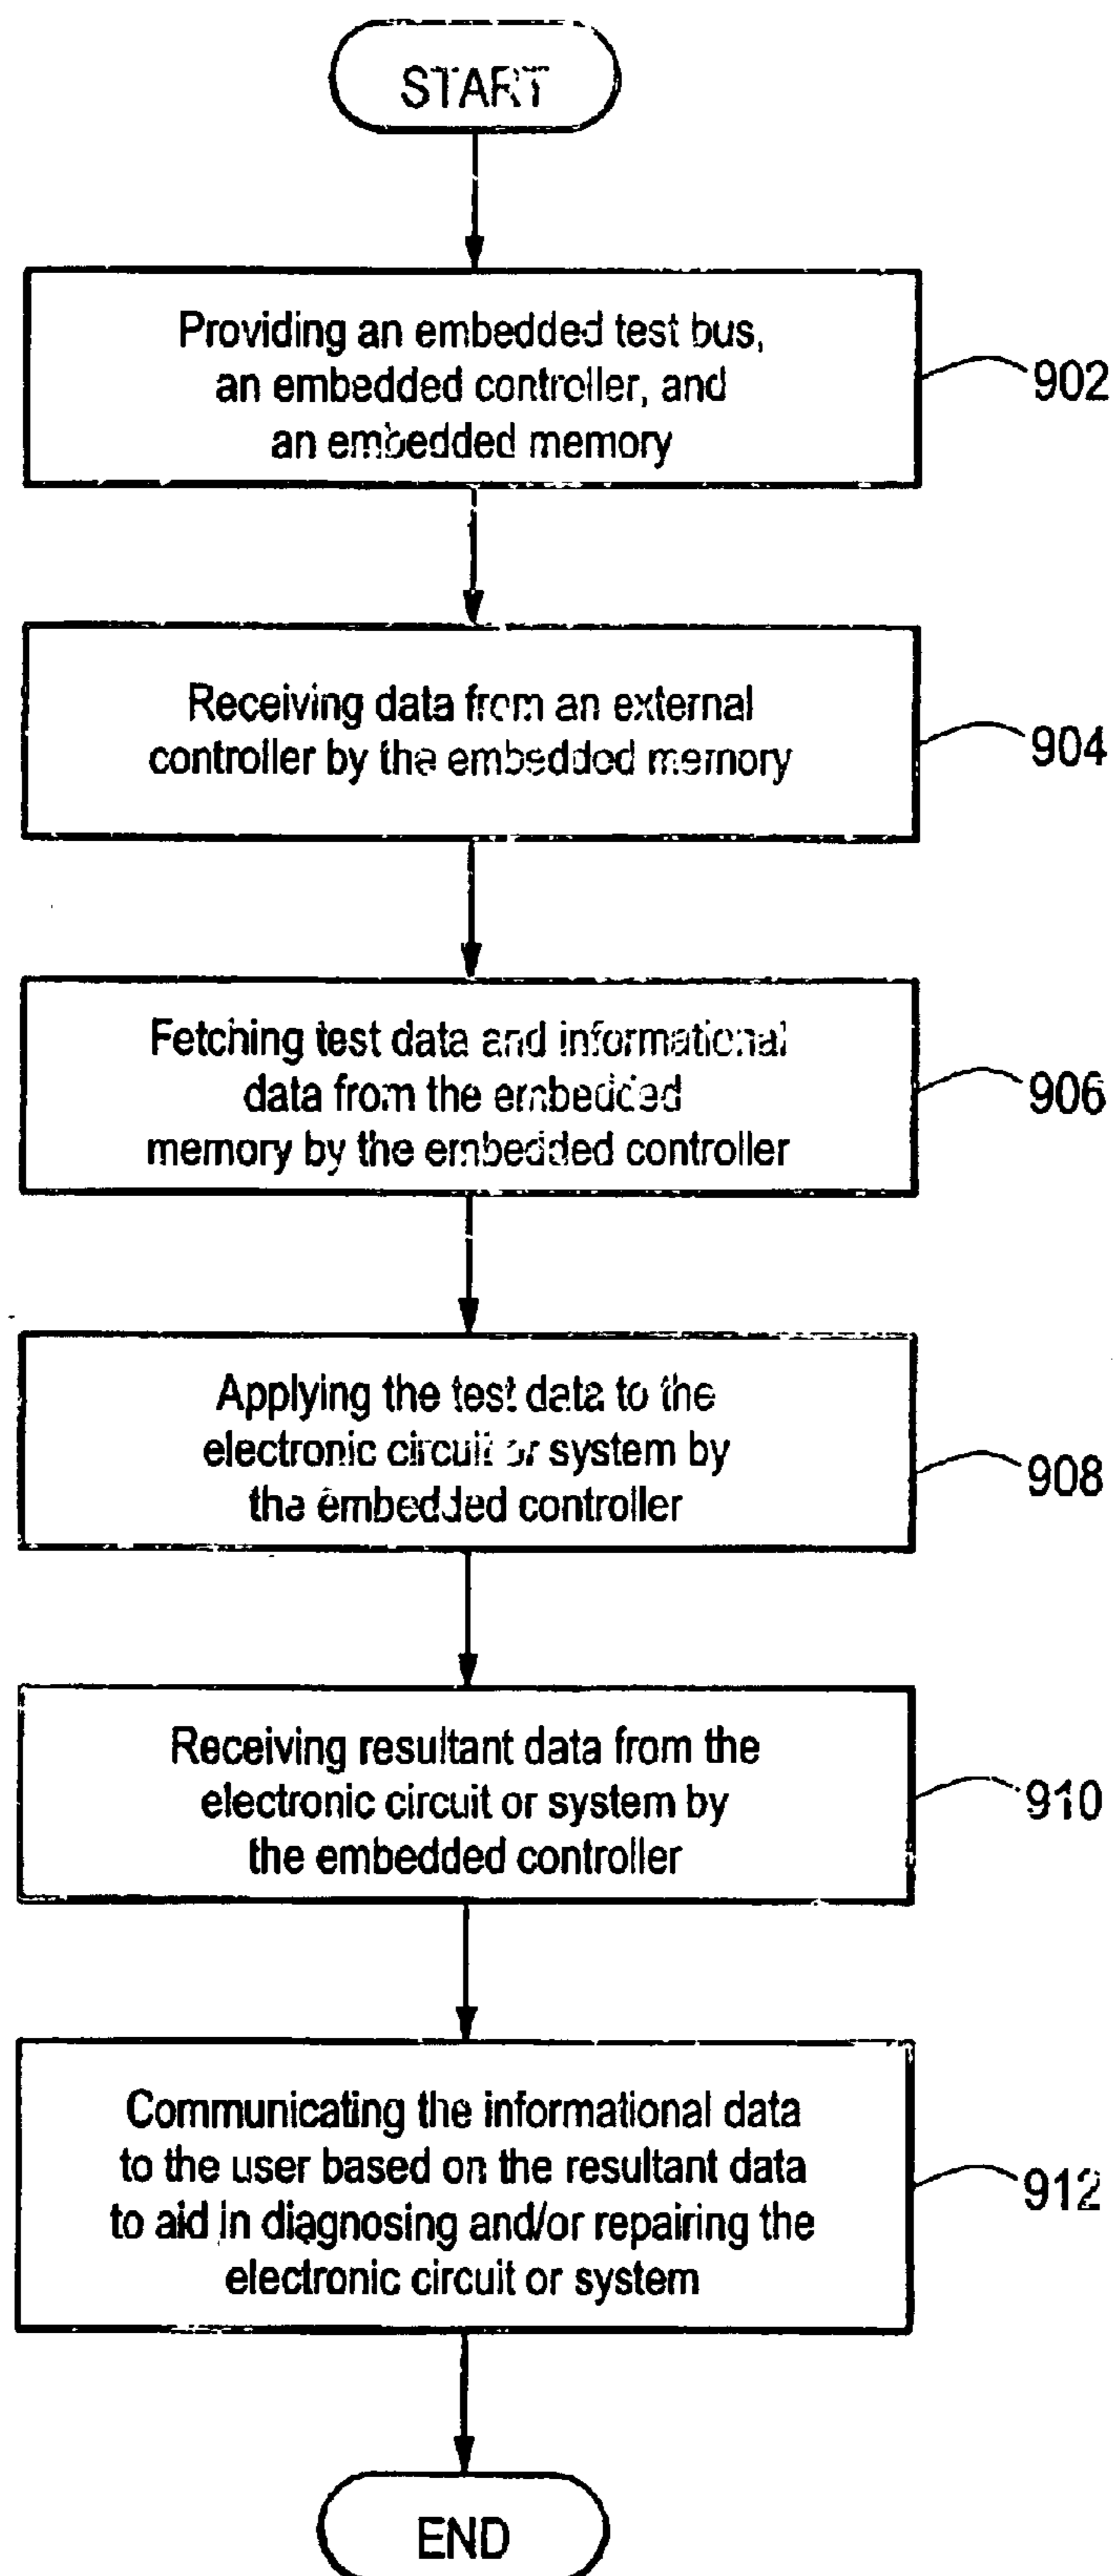 START
Providing an embedded test bus,
an embedded controller, and
an embedded memory
902
Receiving data from an external
controller by the embedded memory
904
Fetching test data and informational
data from the embedded
memory by the embedded controller
906
Applying the test data to the
electronic circuit or system by
the embedded controller
908
Receiving resultant data from the
electronic circuit or system by
the embedded controller
910
Communicating the informational data
to the user based on the resultant data
to aid in diagnosing and/or repairing the
electronic circuit or system
912
END